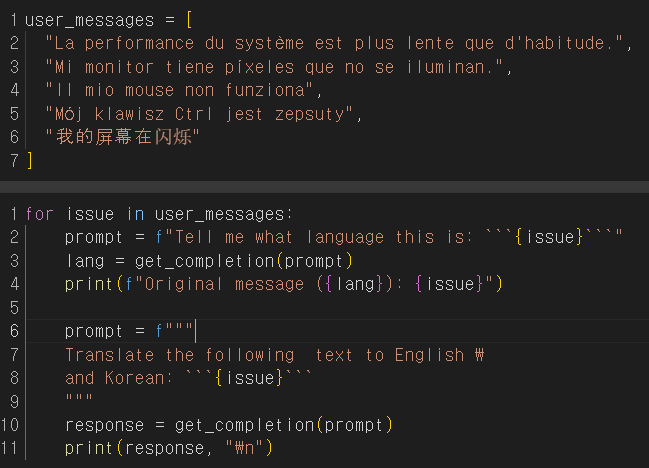 1 user_messages = [
2   "La performance du système est plus lente que d'habitude.",
3   "Mi monitor tiene píxeles que no se iluminan.",
4   "Il mio mouse non funziona",
5   "Mój klawisz Ctrl jest zepsuty",
6   "我的屏幕在闪烁"
7 ]
1 for issue in user_messages:
2     prompt = f"Tell me what language this is: ```{issue}```"
3     lang = get_completion(prompt)
4     print(f"Original message ({lang}): {issue}")
5
6     prompt = f"""
7     Translate the following  text to English ₩
8     and Korean: ```{issue}```
9     """
10     response = get_completion(prompt)
11     print(response, "₩n")